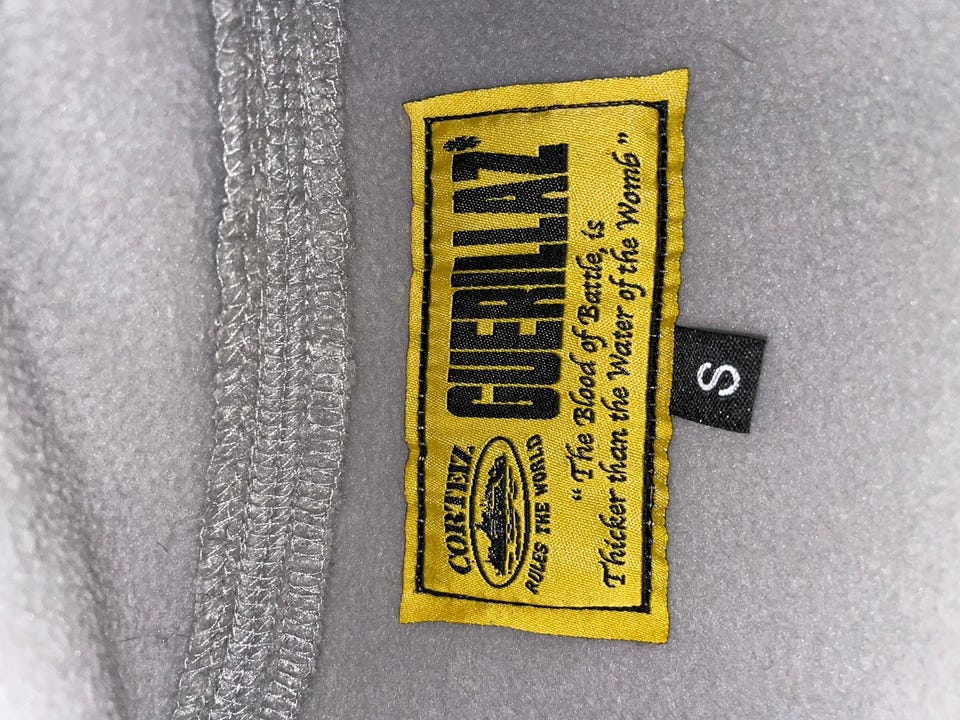 CORTEIZ
RULES THE WORLD
GUERILLAZ
“The Blood of Battle, is
Thicker than the Water of the Womb”
S